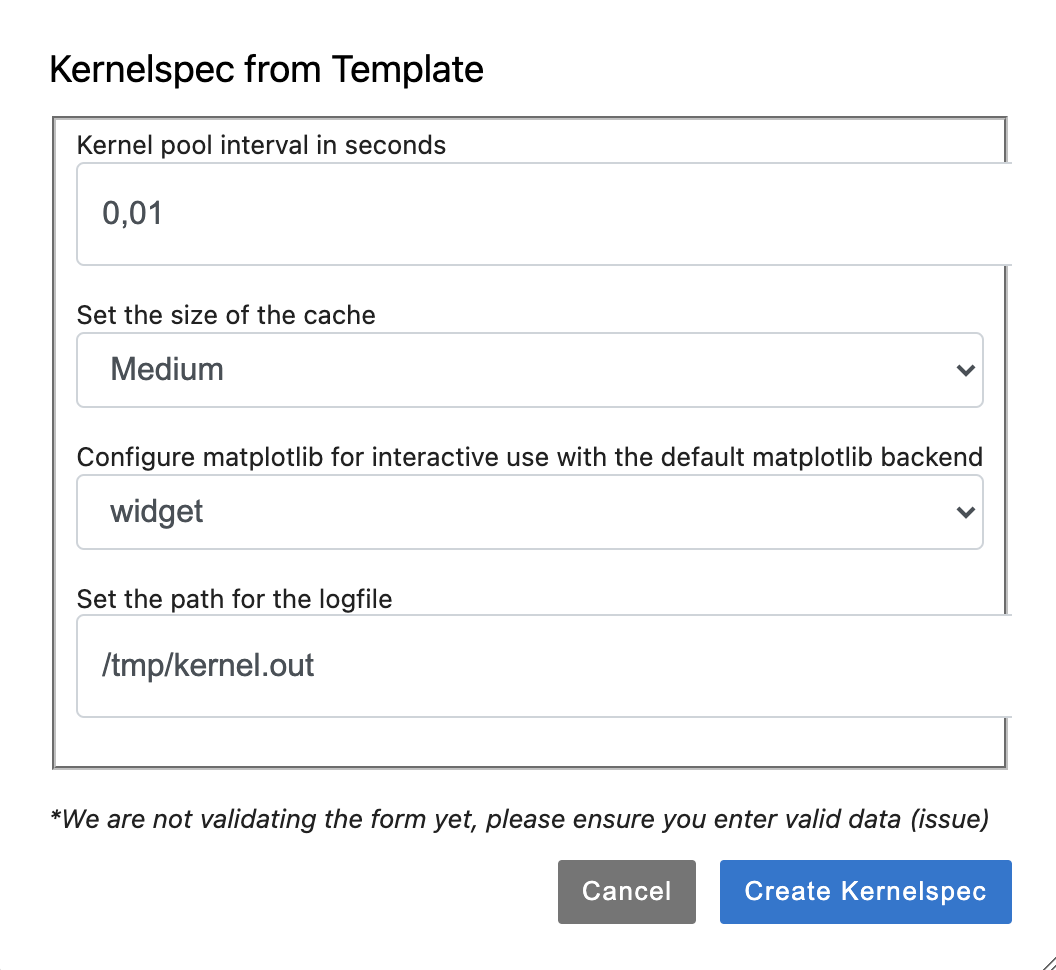 Kernelspec from Template
Kernel pool interval in seconds
0,01
Set the size of the cache
Medium
Configure matplotlib for interactive use with the default matplotlib backend
widget
Set the path for the logfile
/tmp/kernel.out
*We are not validating the form yet, please ensure you enter valid data (issue)
Cancel
Create Kernelspec